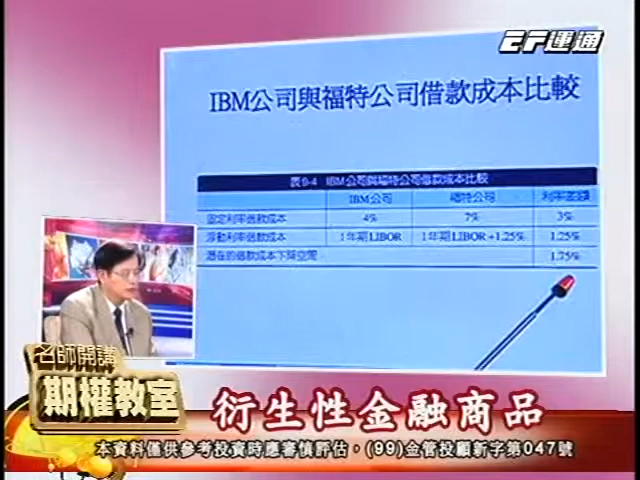 EF運通
IBM公司與福特公司借款成本比較
表9-4 IBM公司與福特公司借款成本比較
IBM公司 福特公司 利率差額
固定利率借款成本 4% 7% 3%
浮動利率借款成本 1年期LIBOR 1年期LIBOR+1.25% 1.25%
潛在的借款成本下降空間 1.75%
名師開講
期權教室
衍生性金融商品
本資料僅供參考投資時應審慎評估，(99)金管投顧新字第047號